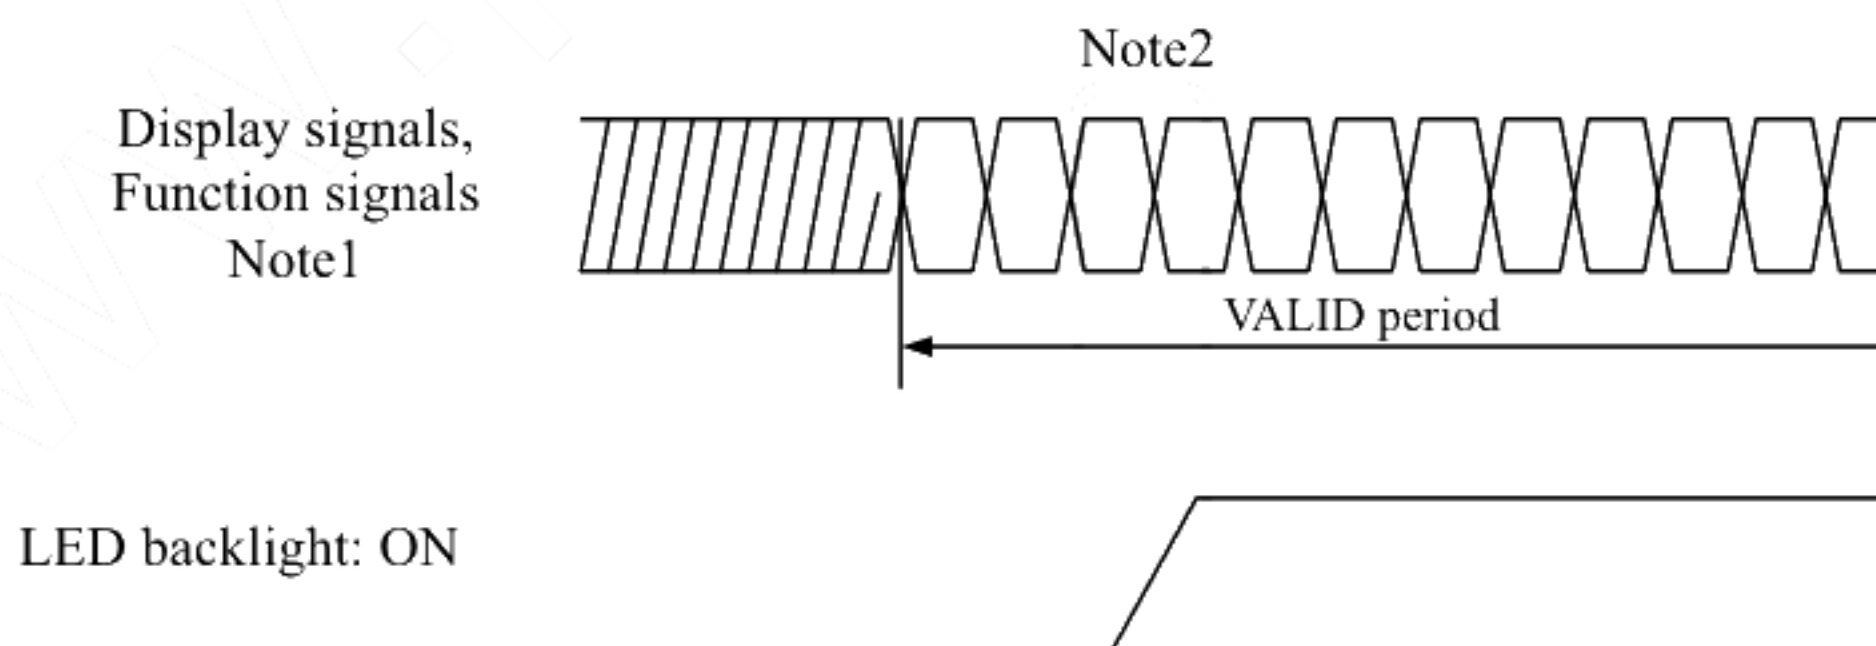 Note2
Display signals,
Function signals
Note1
VALID period
LED backlight: ON